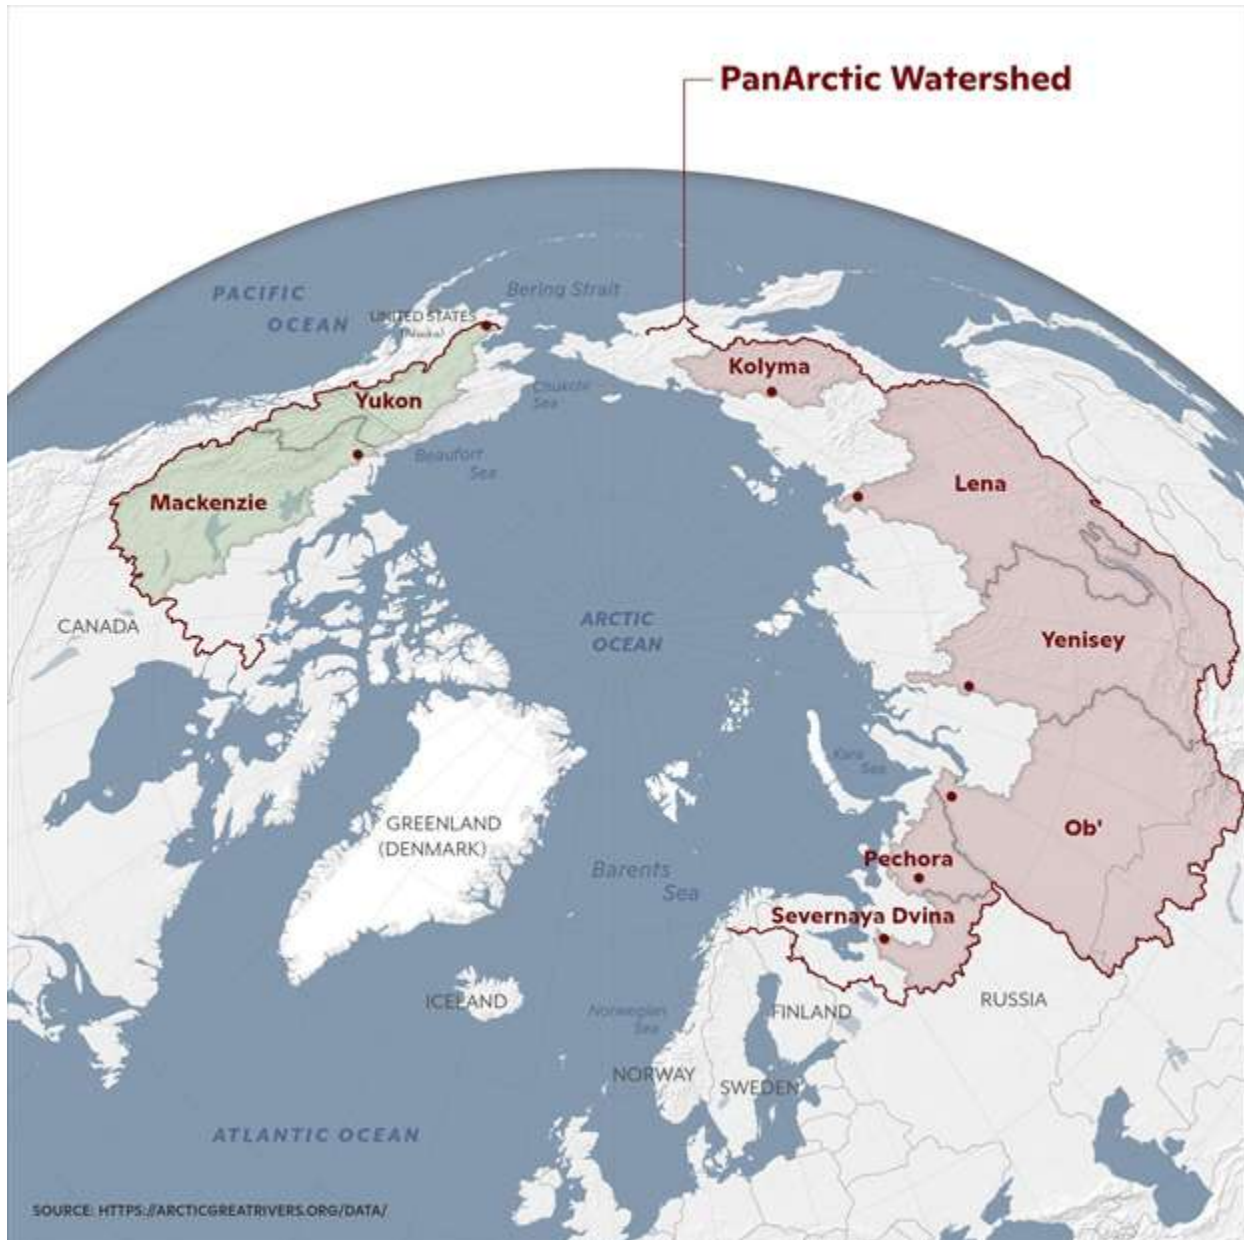 PanArctic Watershed
PACIFIC
OCEAN
Bering Strait
UNITED STATES
(Alaska)
Kolyma
Chukchi
Sea
Yukon
Beaufort
Sea
Mackenzie
Lena
CANADA
ARCTIC
OCEAN
Yenisey
Kara
Sea
GREENLAND
(DENMARK)
Ob'
Barents
Sea
Pechora
Severnaya Dvina
ICELAND
Norwegian
Sea
FINLAND
RUSSIA
NORWAY
SWEDEN
ATLANTIC OCEAN
SOURCE: HTTPS://ARCTICGREATRIVERS.ORG/DATA/